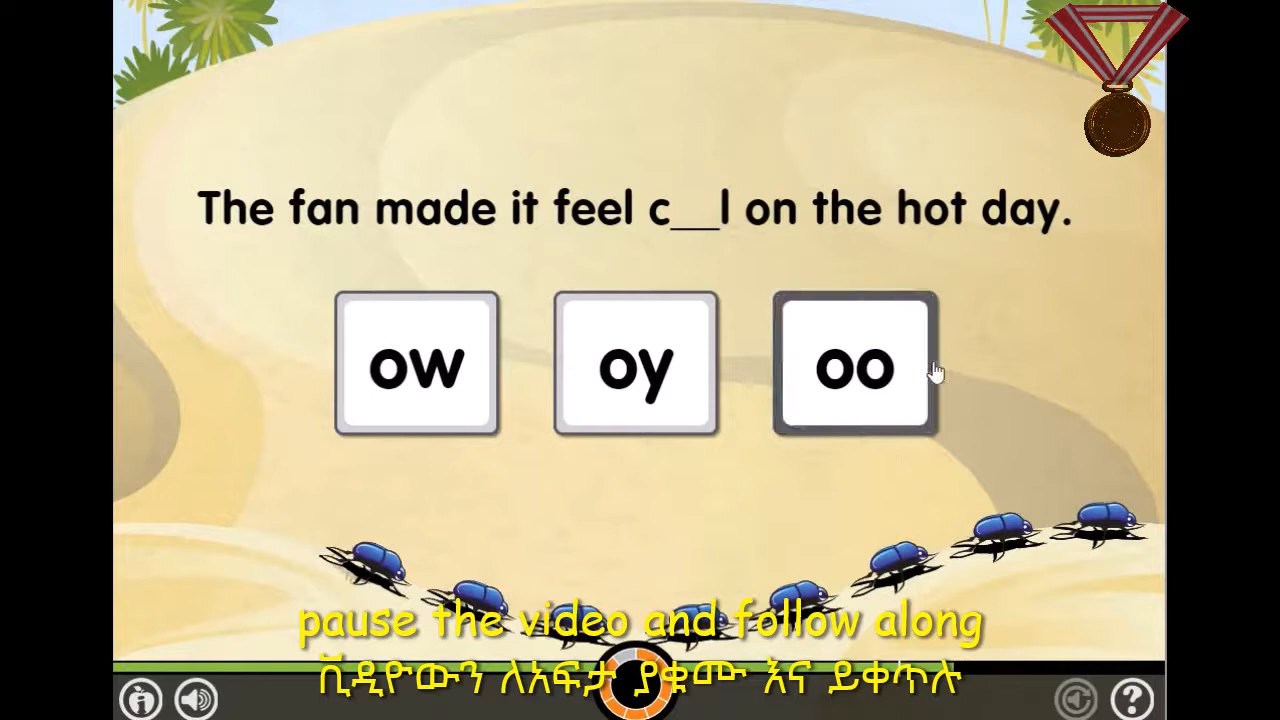 The fan made it feel c__l on the hot day.
ow oy oo
pause the video and follow along
ቪዲዮውን ለአፍታ ያቁሙ እና ይቀጥሉ